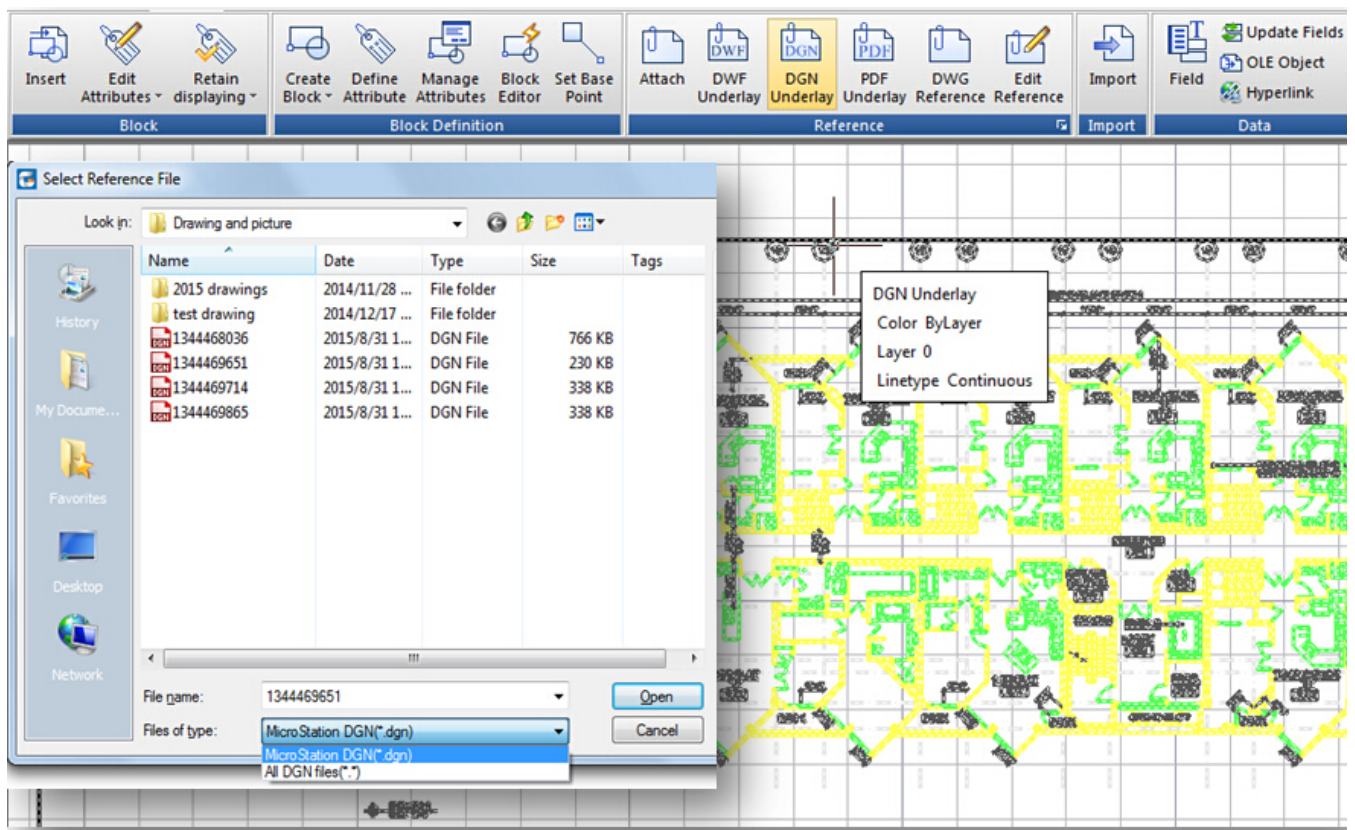 Insert
Edit
Attributes
Retain
displaying
Block
Create
Block
Define
Attribute
Manage
Attributes
Block
Editor
Set Base
Point
Block Definition
Attach
DWF
DWF
Underlay
DGN
DGN
Underlay
PDF
PDF
Underlay
DWG
Reference
Edit
Reference
Reference
Import
Import
Field
Update Fields
OLE Object
Hyperlink
Data
Select Reference File
Look in: Drawing and picture
Name Date Type Size Tags
2015 drawings 2014/11/28 ... File folder
test drawing 2014/12/17 ... File folder
DGN 1344468036 2015/8/31 1... DGN File 766 KB
DGN 1344469651 2015/8/31 1... DGN File 230 KB
DGN 1344469714 2015/8/31 1... DGN File 338 KB
DGN 1344469865 2015/8/31 1... DGN File 338 KB
History
My Docume...
Favorites
Desktop
Network
File name: 1344469651 Open
Files of type: MicroStation DGN(*.dgn) Cancel
MicroStation DGN(*.dgn)
All DGN files(*.*)
DGN Underlay
Color ByLayer
Layer 0
Linetype Continuous